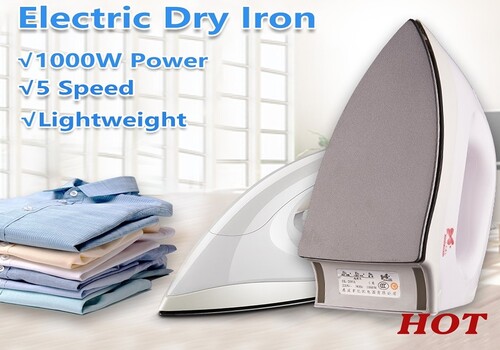 Electric Dry Iron
√1000W Power
√5 Speed
√Lightweight
HOT